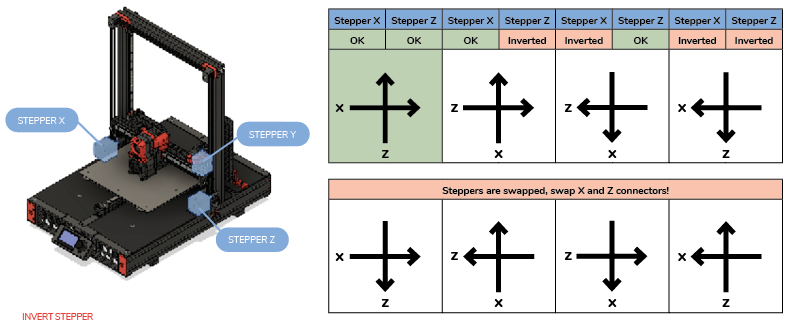 STEPPER X
STEPPER Y
STEPPER Z
INVERT STEPPER
Stepper X Stepper Z Stepper X Stepper Z Stepper X Stepper Z Stepper X Stepper Z
OK OK OK Inverted Inverted OK Inverted Inverted
X Z Z X
Z X X Z
Steppers are swapped, swap X and Z connectors!
X Z Z X
Z X X Z